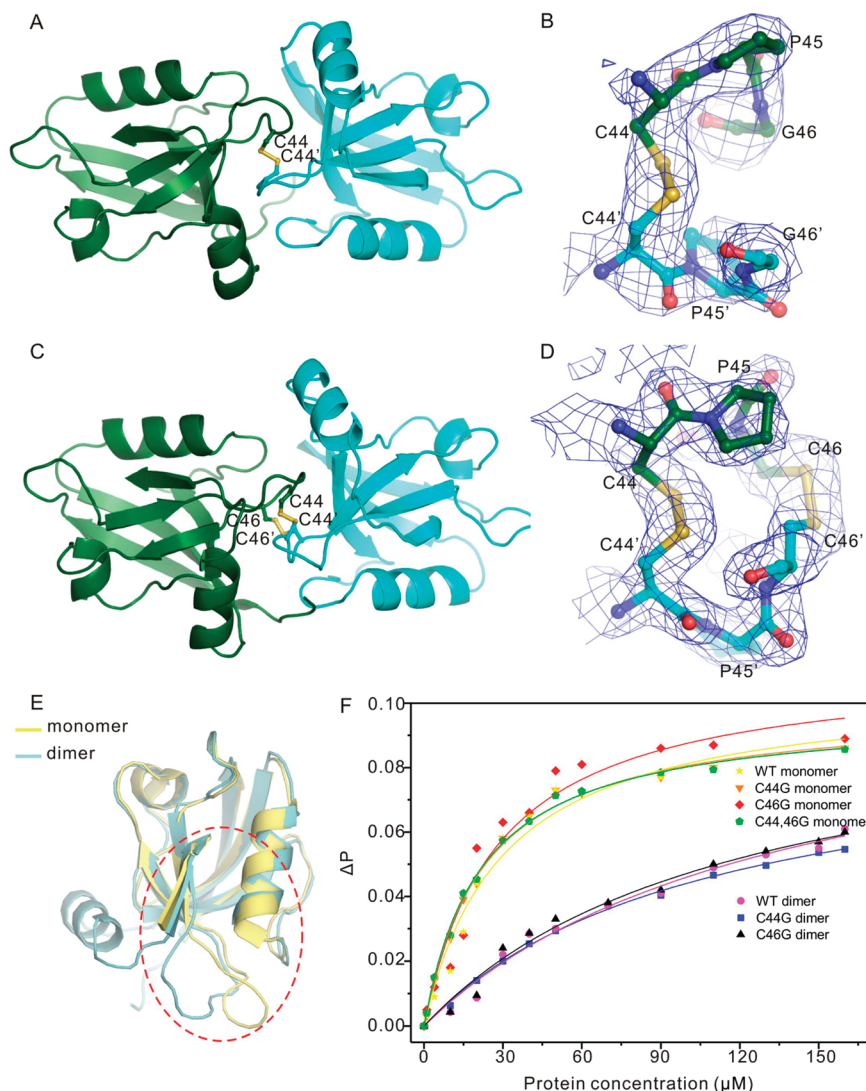 A
C44
C44'
B
P45
C44
G46
C44'
G46'
P45'
C
C44
C46
C44'
C46'
D
P45
C46
C44
C44'
C46'
P45'
E
monomer
dimer
F
0.10
0.08
0.06
0.04
0.02
0.00
ΔP
WT monomer
C44G monomer
C46G monomer
C44,46G monome
WT dimer
C44G dimer
C46G dimer
0 30 60 90 120 150
Protein concentration (μM)